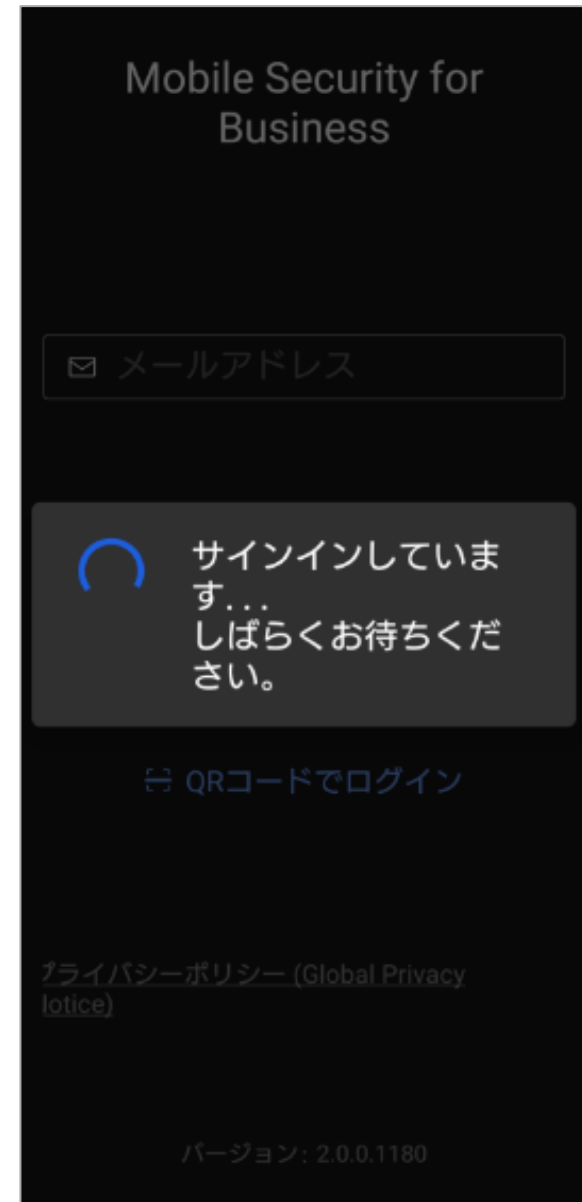 Mobile Security for
Business
メールアドレス
サインインしていま
す...
しばらくお待ちくだ
さい。
QRコードでログイン
プライバシーポリシー (Global Privacy
lotice)
バージョン: 2.0.0.1180